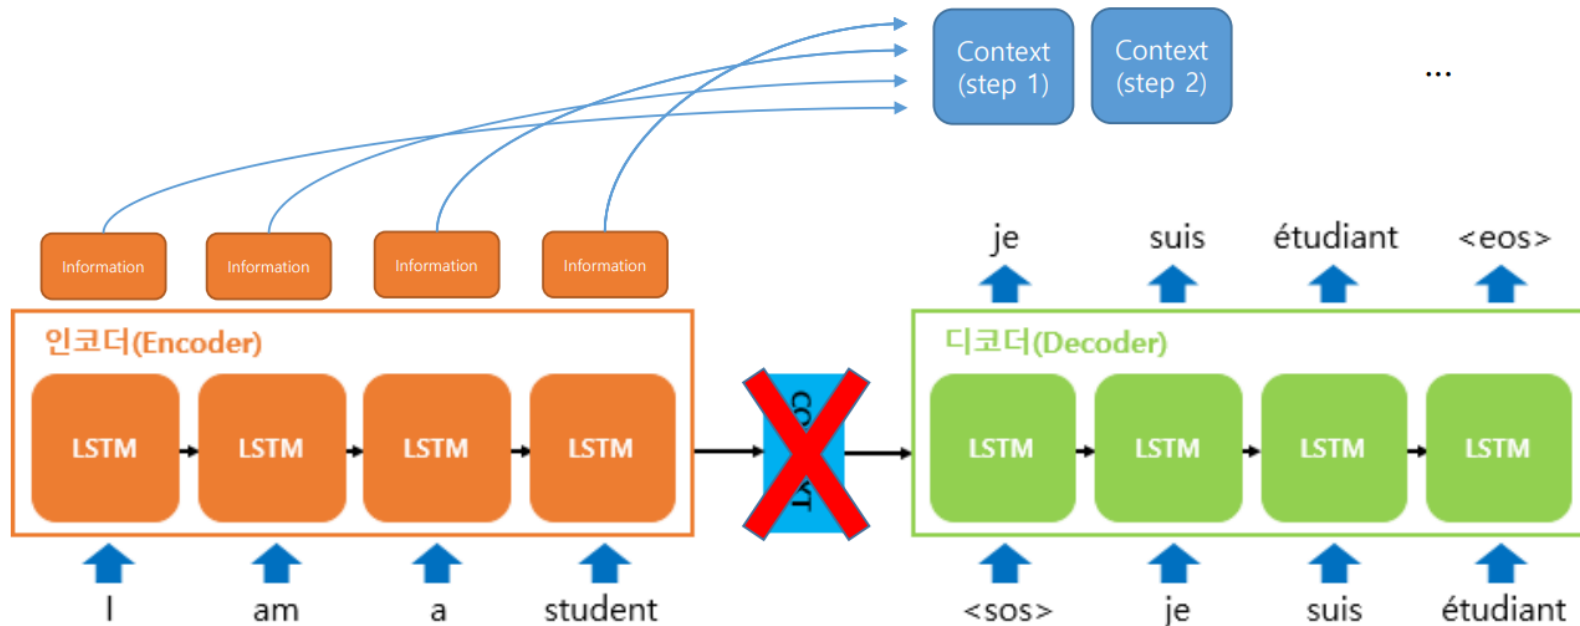 Context
(step 1)
Context
(step 2)
...
Information
Information
Information
Information
je
suis
étudiant
<eos>
인코더(Encoder)
LSTM
LSTM
LSTM
LSTM
디코더(Decoder)
LSTM
LSTM
LSTM
LSTM
I
am
a
student
<sos>
je
suis
étudiant